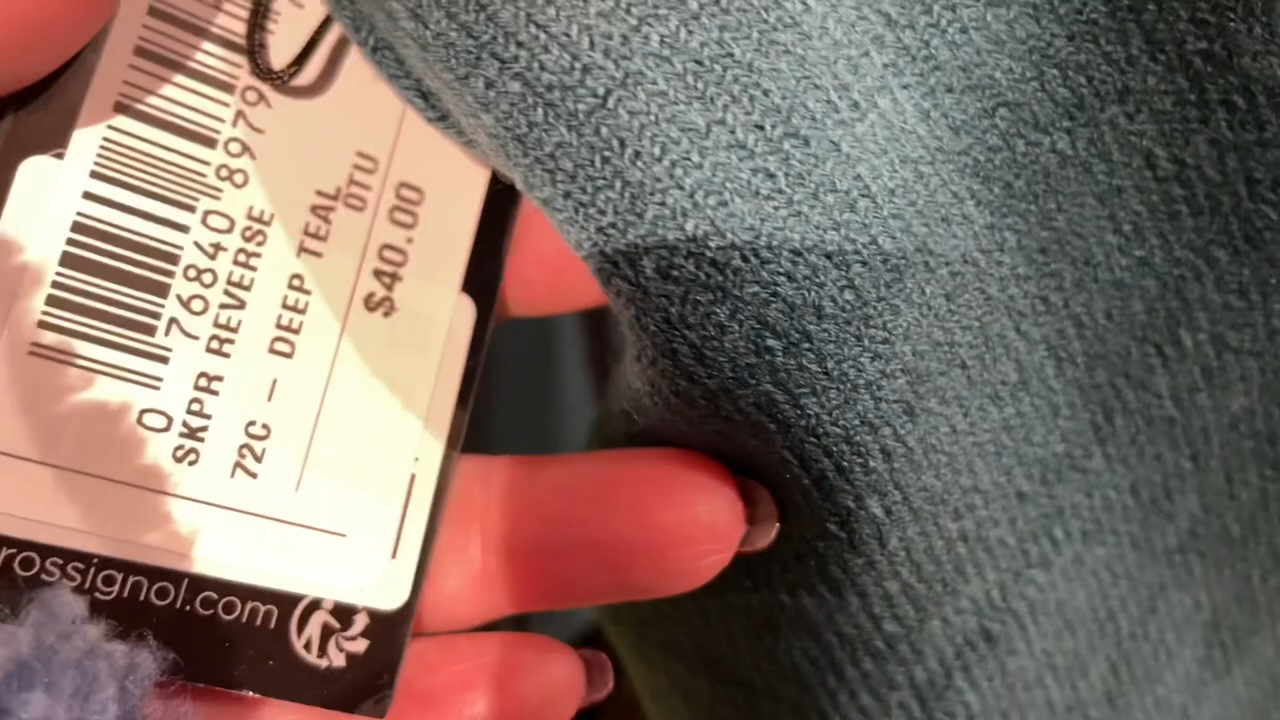 0 76840 8979
SKPR REVERSE
72C – DEEP TEAL
OTU
$40.00
rossignol.com